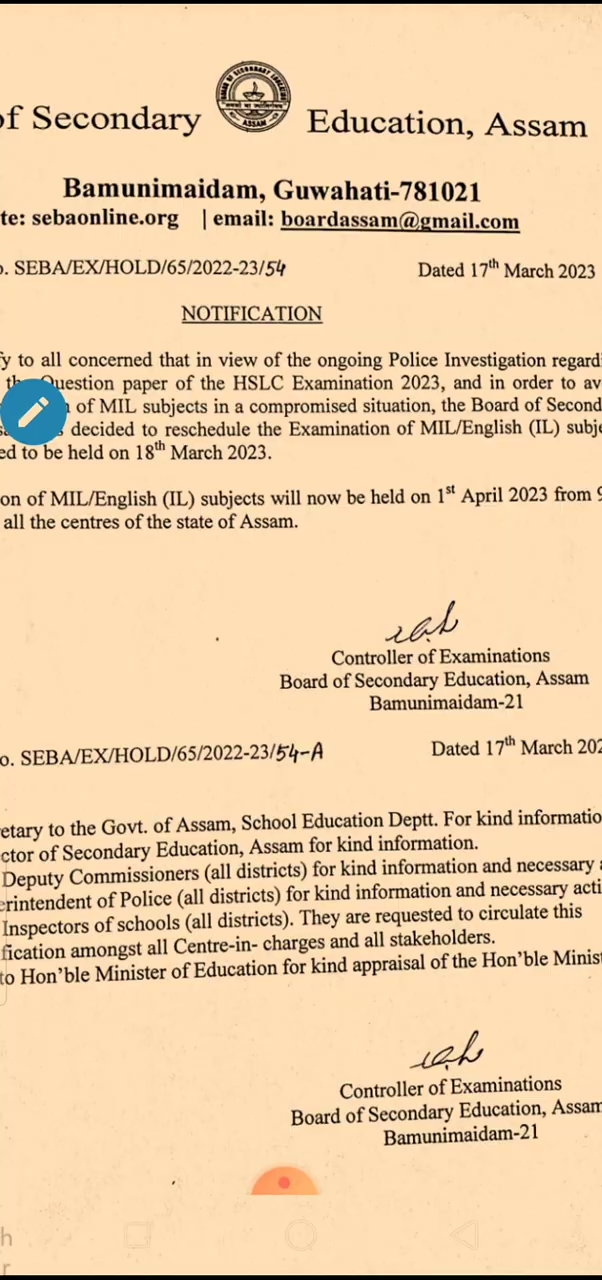 of Secondary Education, Assam
Bamunimaidam, Guwahati-781021
te: sebaonline.org | email: boardassam@gmail.com
o. SEBA/EX/HOLD/65/2022-23/54 Dated 17th March 2023
NOTIFICATION
fy to all concerned that in view of the ongoing Police Investigation regardi
the Question paper of the HSLC Examination 2023, and in order to av
of MIL subjects in a compromised situation, the Board of Second
decided to reschedule the Examination of MIL/English (IL) subje
ed to be held on 18th March 2023.
on of MIL/English (IL) subjects will now be held on 1st April 2023 from 9
all the centres of the state of Assam.
Controller of Examinations
Board of Secondary Education, Assam
Bamunimaidam-21
o. SEBA/EX/HOLD/65/2022-23/54-A Dated 17th March 202
etary to the Govt. of Assam, School Education Deptt. For kind informatio
ctor of Secondary Education, Assam for kind information.
Deputy Commissioners (all districts) for kind information and necessary a
erintendent of Police (all districts) for kind information and necessary acti
Inspectors of schools (all districts). They are requested to circulate this
fication amongst all Centre-in- charges and all stakeholders.
to Hon'ble Minister of Education for kind appraisal of the Hon'ble Minist
Controller of Examinations
Board of Secondary Education, Assam
Bamunimaidam-21
h
r